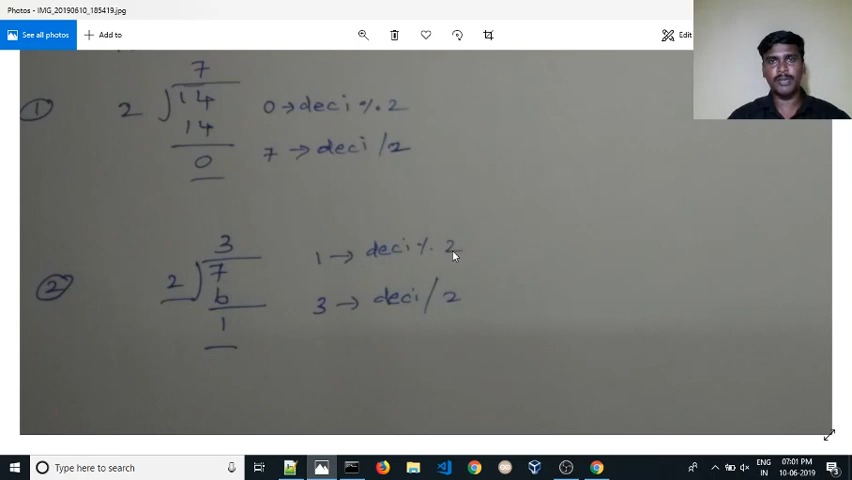 Photos - IMG_20190610_185419.jpg
See all photos
Add to
Edit
7
1
2
14
0 → deci % 2
14
7 → deci / 2
0
3
2
2
7
1 → deci % 2
6
3 → deci / 2
1
Type here to search
ENG
IN
07:01 PM
10-06-2019
3